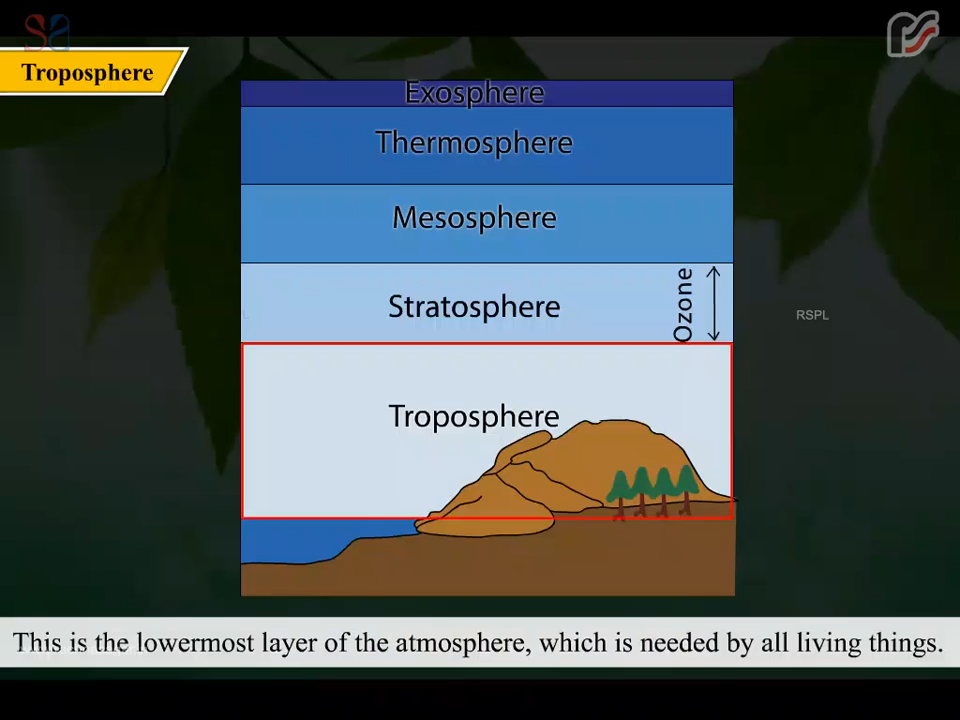 Troposphere
Exosphere
Thermosphere
Mesosphere
Stratosphere
Ozone
RSPL
Troposphere
This is the lowermost layer of the atmosphere, which is needed by all living things.